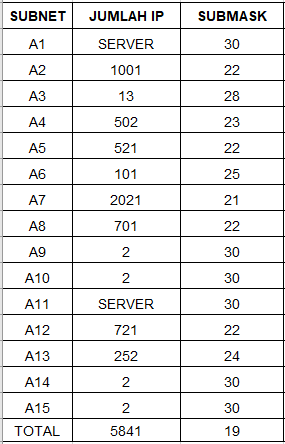 SUBNET JUMLAH IP SUBMASK
A1 SERVER 30
A2 1001 22
A3 13 28
A4 502 23
A5 521 22
A6 101 25
A7 2021 21
A8 701 22
A9 2 30
A10 2 30
A11 SERVER 30
A12 721 22
A13 252 24
A14 2 30
A15 2 30
TOTAL 5841 19